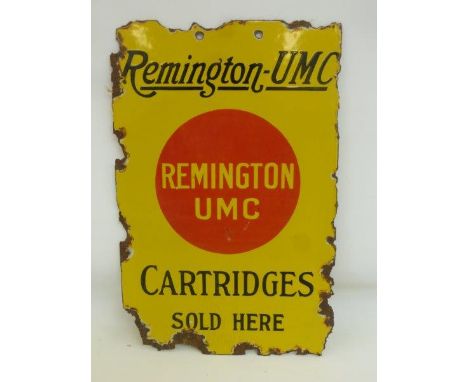 Remington-UMC
REMINGTON
UMC
CARTRIDGES
SOLD HERE